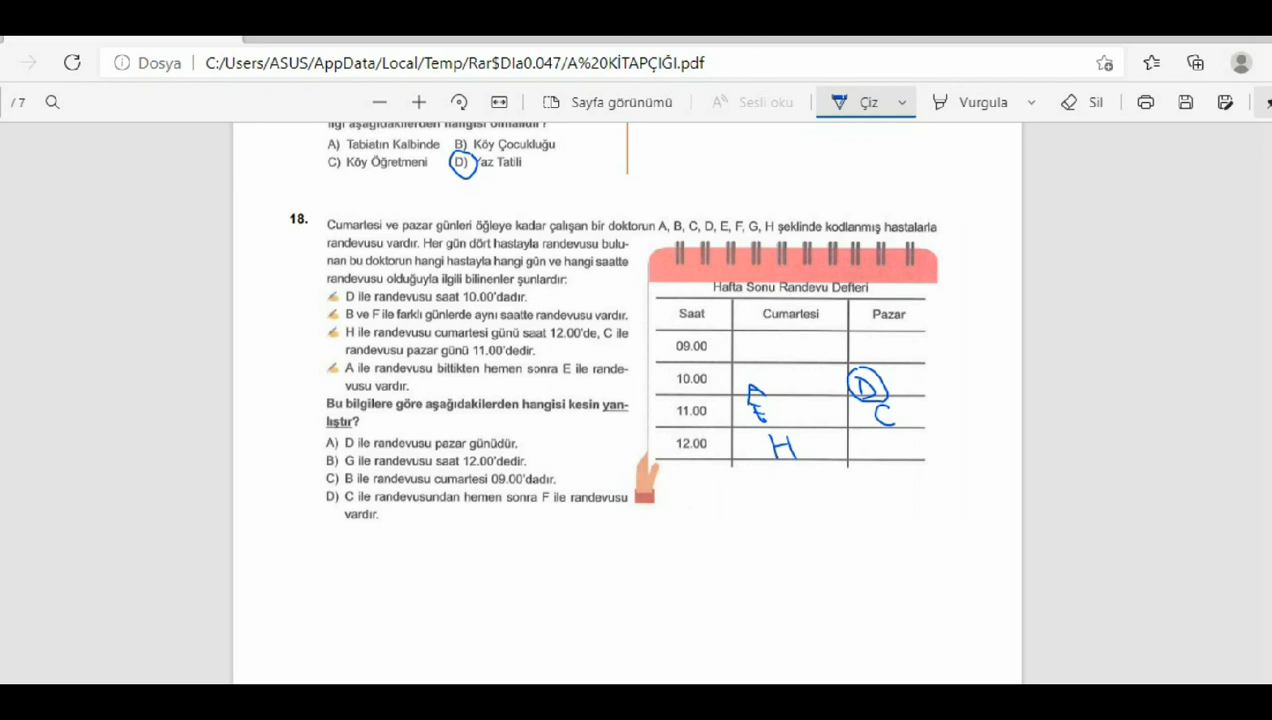 Dosya
C:/Users/ASUS/AppData/Local/Temp/Rar$DIa0.047/A%20KİTAPÇIĞI.pdf
/7
Sayfa görünümü
Sesli oku
Çiz
Vurgula
Sil
ilgi aşağıdakilerden hangisi olmalıdır?
A) Tabiatın Kalbinde B) Köy Çocukluğu
C) Köy Öğretmeni D) Yaz Tatili
18. Cumartesi ve pazar günleri öğleye kadar çalışan bir doktorun A, B, C, D, E, F, G, H şeklinde kodlanmış hastalarla
randevusu vardır. Her gün dört hastayla randevusu bulu-
nan bu doktorun hangi hastayla hangi gün ve hangi saatte
randevusu olduğuyla ilgili bilinenler şunlardır:
D ile randevusu saat 10.00'dadır.
B ve F ile farklı günlerde aynı saatte randevusu vardır.
H ile randevusu cumartesi günü saat 12.00'de, C ile
randevusu pazar günü 11.00'dedir.
A ile randevusu bittikten hemen sonra E ile rande-
vusu vardır.
Bu bilgilere göre aşağıdakilerden hangisi kesin yan-
lıştır?
A) D ile randevusu pazar günüdür.
B) G ile randevusu saat 12.00'dedir.
C) B ile randevusu cumartesi 09.00'dadır.
D) C ile randevusundan hemen sonra F ile randevusu
vardır.
Hafta Sonu Randevu Defteri
Saat Cumartesi Pazar
09.00
10.00 A D
11.00 E C
12.00 H